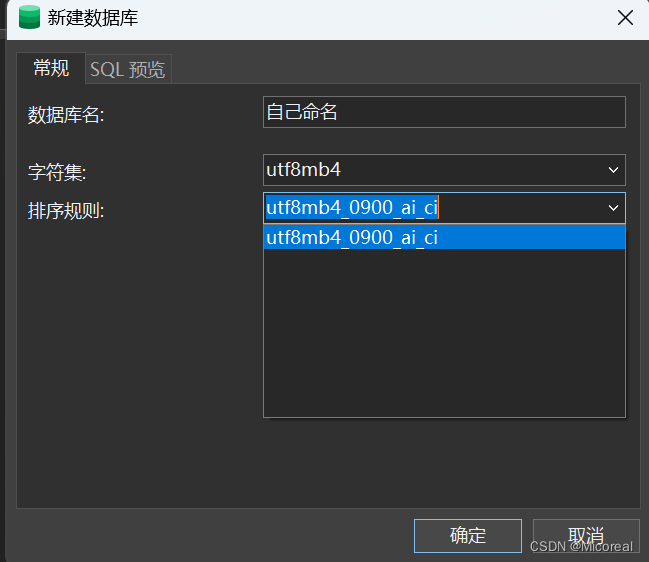 新建数据库
常规
SQL 预览
数据库名:
自己命名
字符集:
utf8mb4
排序规则:
utf8mb4_0900_ai_ci
utf8mb4_0900_ai_ci
确定
取消
CSDN @Micoreal